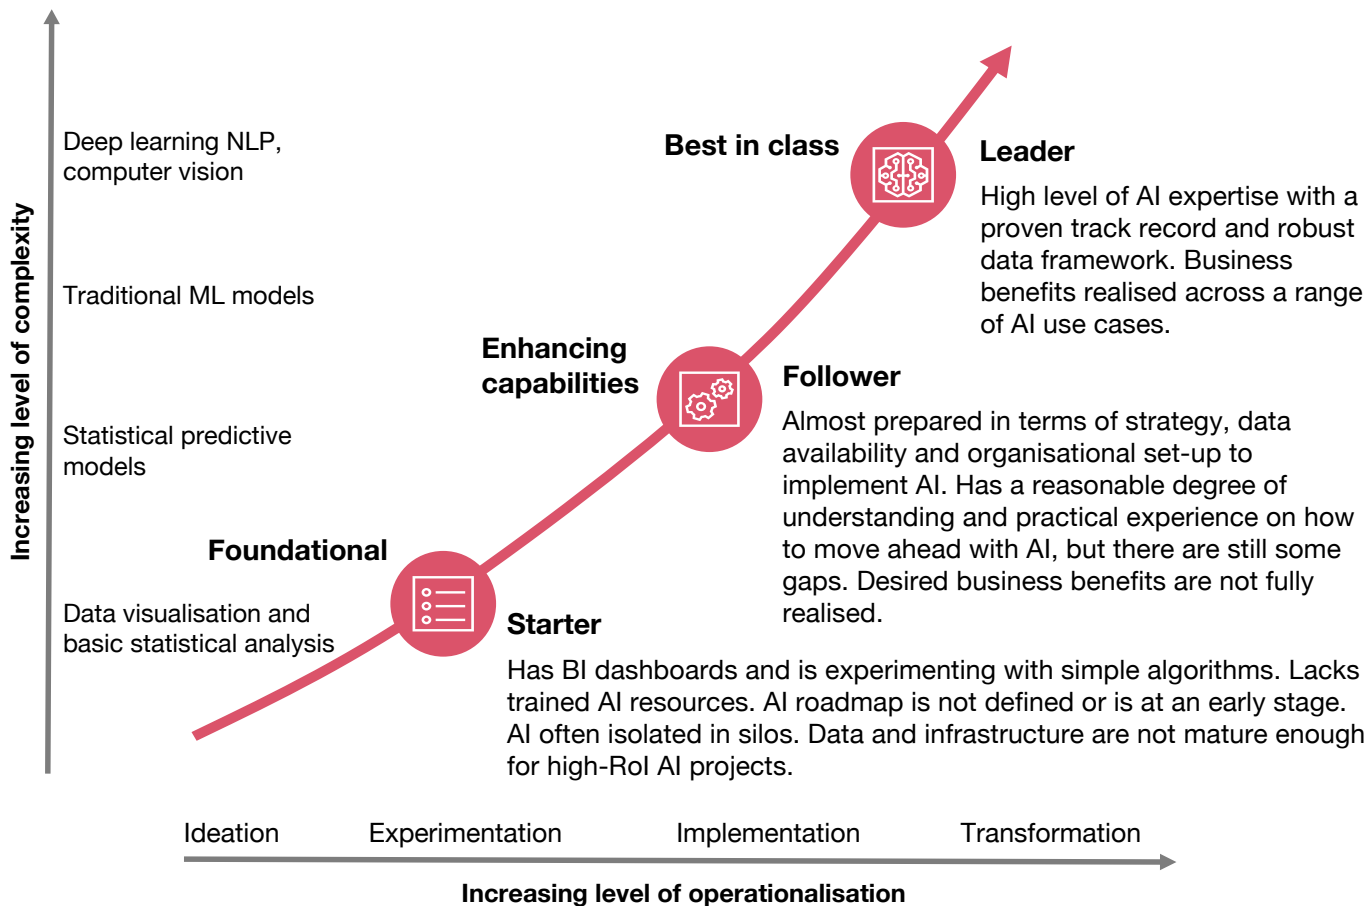 Increasing level of complexity
Deep learning NLP,
computer vision
Traditional ML models
Statistical predictive
models
Data visualisation and
basic statistical analysis
Best in class
Leader
High level of AI expertise with a
proven track record and robust
data framework. Business
benefits realised across a range
of AI use cases.
Enhancing
capabilities
Follower
Almost prepared in terms of strategy, data
availability and organisational set-up to
implement AI. Has a reasonable degree of
understanding and practical experience on how
to move ahead with AI, but there are still some
gaps. Desired business benefits are not fully
realised.
Foundational
Starter
Has BI dashboards and is experimenting with simple algorithms. Lacks
trained AI resources. AI roadmap is not defined or is at an early stage.
AI often isolated in silos. Data and infrastructure are not mature enough
for high-RoI AI projects.
Ideation
Experimentation
Implementation
Transformation
Increasing level of operationalisation